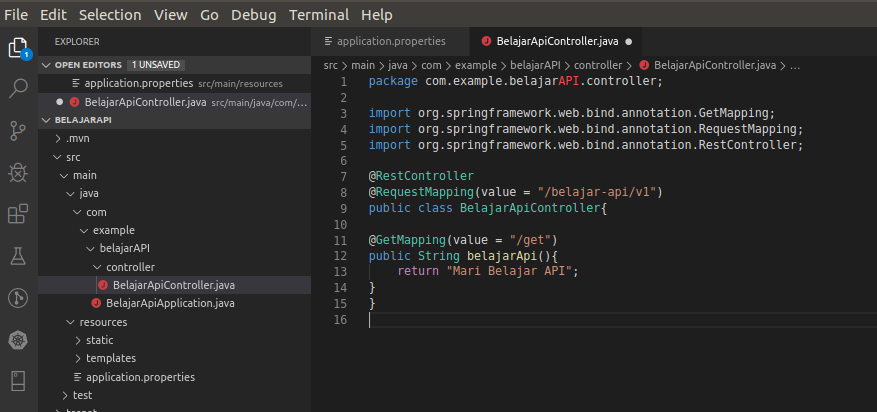 File Edit Selection View Go Debug Terminal Help
1
EXPLORER
OPEN EDITORS 1 UNSAVED
application.properties src/main/resources
BelajarApiController.java src/main/java/com/...
BELAJARAPI
.mvn
src
main
java
com
example
belajarAPI
controller
BelajarApiController.java
BelajarApiApplication.java
resources
static
templates
application.properties
test
target
application.properties BelajarApiController.java
src > main > java > com > example > belajarAPI > controller > BelajarApiController.java > ...
1 package com.example.belajarAPI.controller;
2
3 import org.springframework.web.bind.annotation.GetMapping;
4 import org.springframework.web.bind.annotation.RequestMapping;
5 import org.springframework.web.bind.annotation.RestController;
6
7 @RestController
8 @RequestMapping(value = "/belajar-api/v1")
9 public class BelajarApiController{
10
11 @GetMapping(value = "/get")
12 public String belajarApi(){
13 return "Mari Belajar API";
14 }
15 }
16